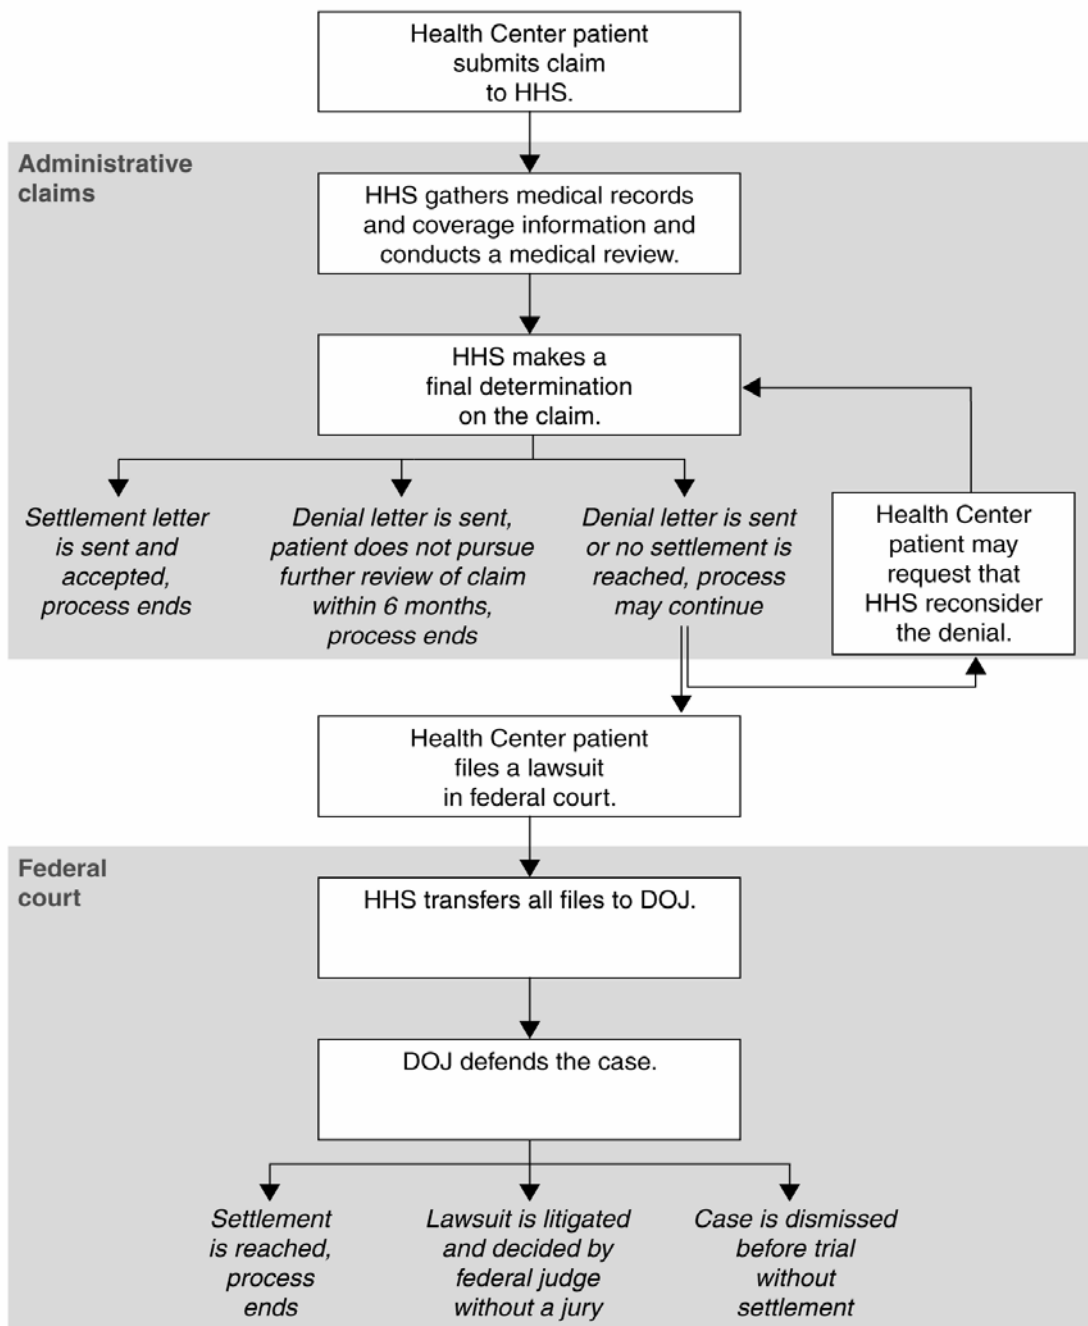 Health Center patient
submits claim
to HHS.
Administrative
claims
HHS gathers medical records
and coverage information and
conducts a medical review.
HHS makes a
final determination
on the claim.
Settlement letter
is sent and
accepted,
process ends
Denial letter is sent,
patient does not pursue
further review of claim
within 6 months,
process ends
Denial letter is sent
or no settlement is
reached, process
may continue
Health Center
patient may
request that
HHS reconsider
the denial.
Health Center patient
files a lawsuit
in federal court.
Federal
court
HHS transfers all files to DOJ.
DOJ defends the case.
Settlement
is reached,
process
ends
Lawsuit is litigated
and decided by
federal judge
without a jury
Case is dismissed
before trial
without
settlement